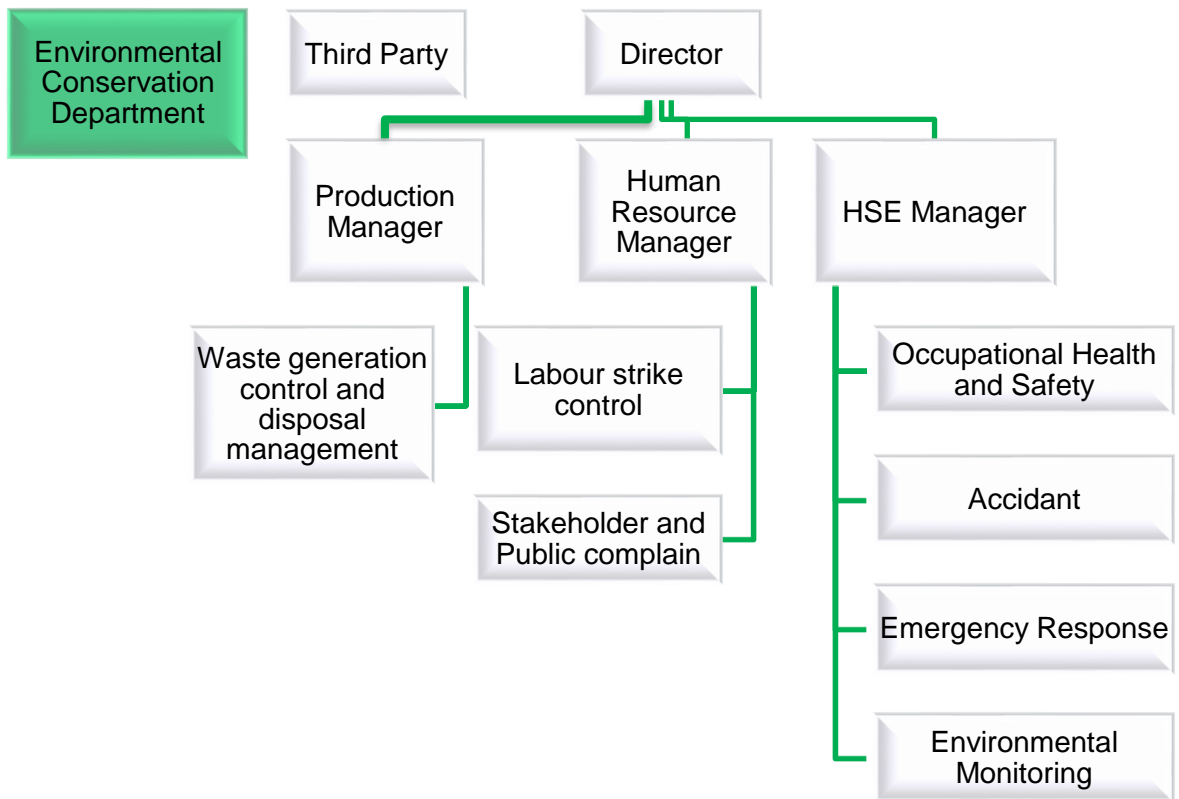 Environmental
Conservation
Department
Third Party
Director
Production
Manager
Human
Resource
Manager
HSE Manager
Waste generation
control and
disposal
management
Labour strike
control
Stakeholder and
Public complain
Occupational Health
and Safety
Accidant
Emergency Response
Environmental
Monitoring